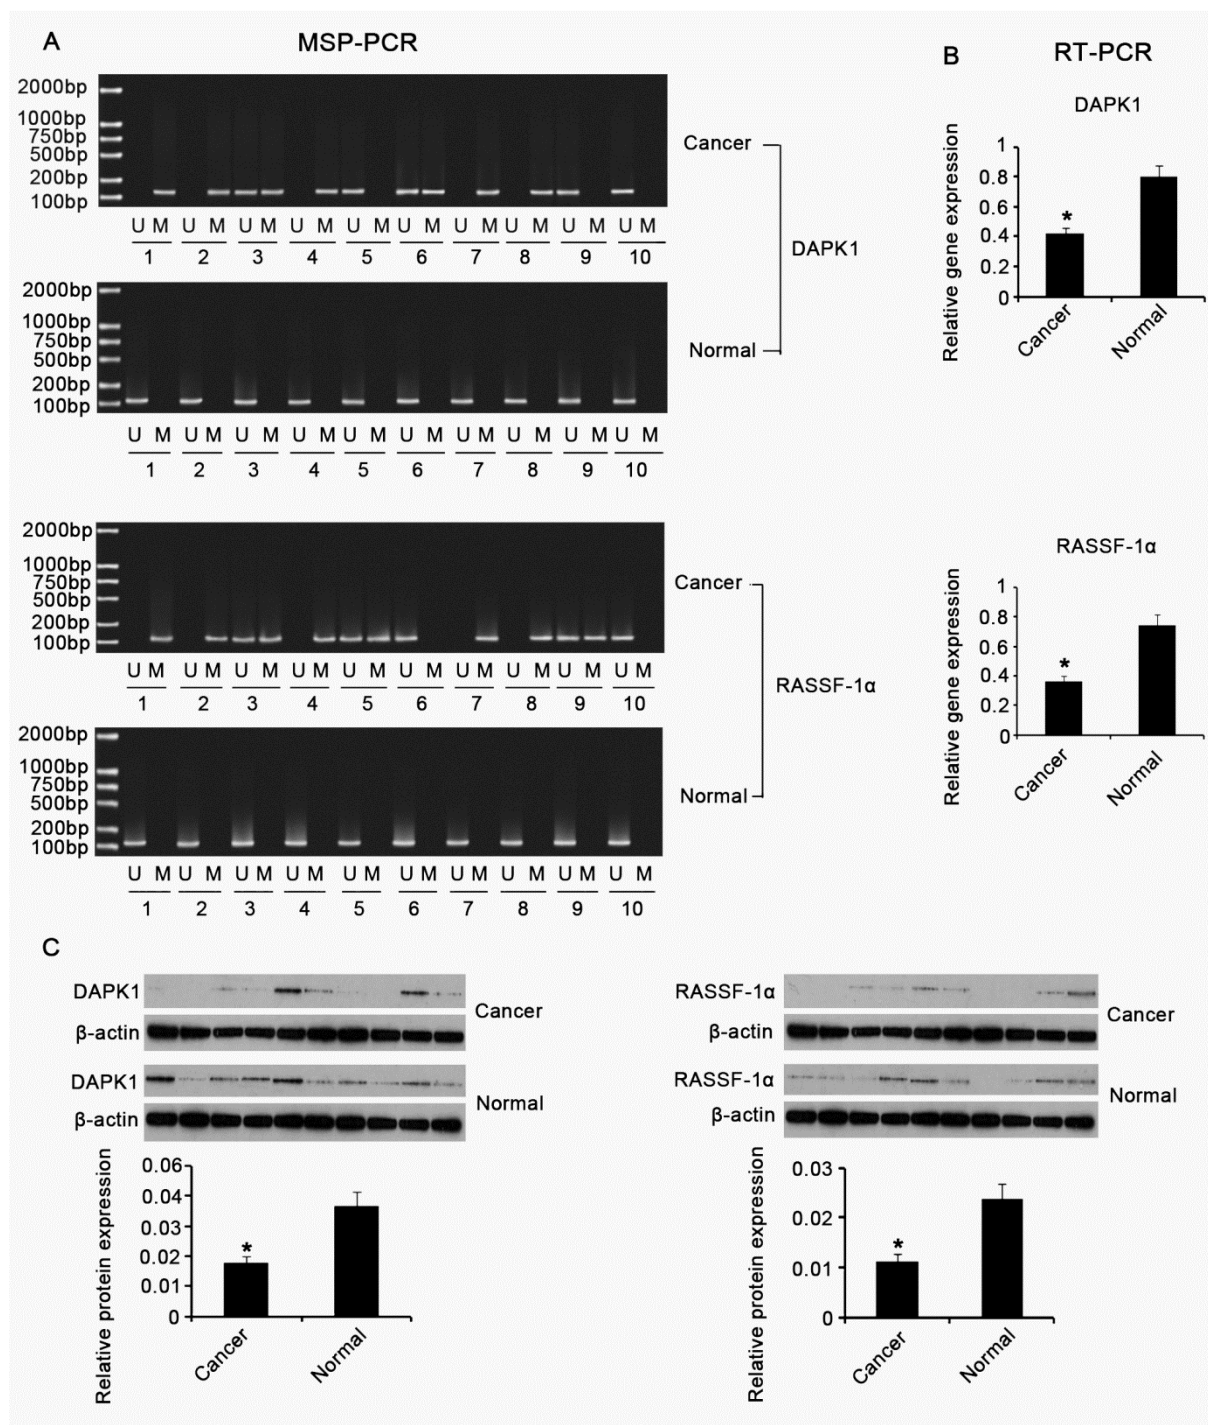 A
MSP-PCR
2000bp
1000bp
750bp
500bp
200bp
100bp
U M U M U M U M U M U M U M U M U M U M
1 2 3 4 5 6 7 8 9 10
Cancer
2000bp
1000bp
750bp
500bp
200bp
100bp
U M U M U M U M U M U M U M U M U M U M
1 2 3 4 5 6 7 8 9 10
Normal
DAPK1
2000bp
1000bp
750bp
500bp
200bp
100bp
U M U M U M U M U M U M U M U M U M U M
1 2 3 4 5 6 7 8 9 10
Cancer
2000bp
1000bp
750bp
500bp
200bp
100bp
U M U M U M U M U M U M U M U M U M U M
1 2 3 4 5 6 7 8 9 10
Normal
RASSF-1α
B
RT-PCR
DAPK1
Relative gene expression
1
0.8
0.6
0.4
0.2
0
*
Cancer
Normal
RASSF-1α
Relative gene expression
1
0.8
0.6
0.4
0.2
0
*
Cancer
Normal
C
DAPK1
β-actin
Cancer
DAPK1
β-actin
Normal
Relative protein expression
0.06
0.04
0.03
0.02
0.01
0
*
Cancer
Normal
RASSF-1α
β-actin
Cancer
RASSF-1α
β-actin
Normal
Relative protein expression
0.03
0.02
0.01
0
*
Cancer
Normal